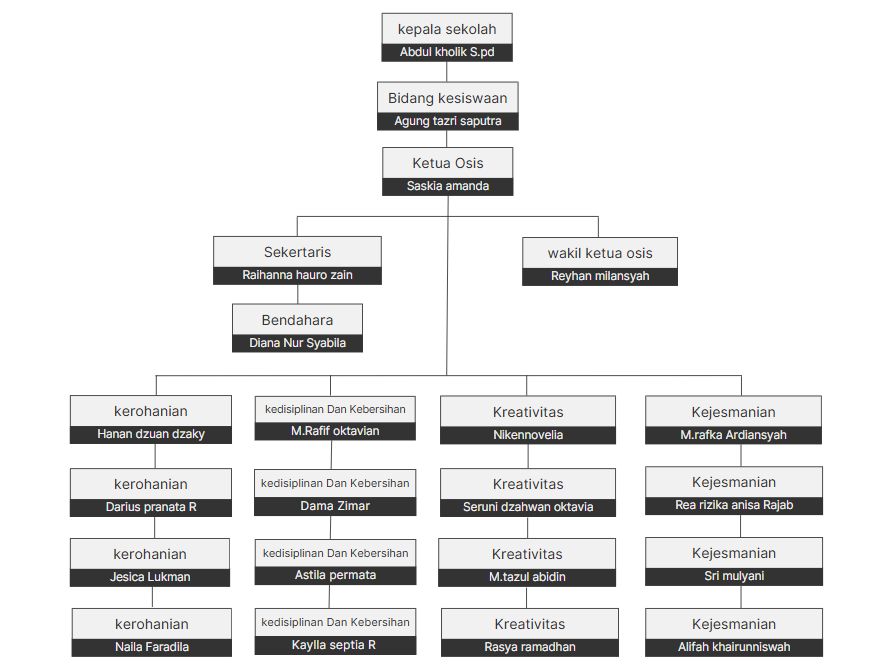 kepala sekolah
Abdul kholik S.pd
Bidang kesiswaan
Agung tazri saputra
Ketua Osis
Saskia amanda
Sekertaris
Raihanna hauro zain
wakil ketua osis
Reyhan milansyah
Bendahara
Diana Nur Syabila
kerohanian
Hanan dzuan dzaky
kedisiplinan Dan Kebersihan
M.Rafif oktavian
Kreativitas
Nikennovelia
Kejesmanian
M.rafka Ardiansyah
kerohanian
Darius pranata R
kedisiplinan Dan Kebersihan
Dama Zimar
Kreativitas
Seruni dzahwan oktavia
Kejesmanian
Rea rizika anisa Rajab
kerohanian
Jesica Lukman
kedisiplinan Dan Kebersihan
Astila permata
Kreativitas
M.tazul abidin
Kejesmanian
Sri mulyani
kerohanian
Naila Faradila
kedisiplinan Dan Kebersihan
Kaylla septia R
Kreativitas
Rasya ramadhan
Kejesmanian
Alifah khairunniswah